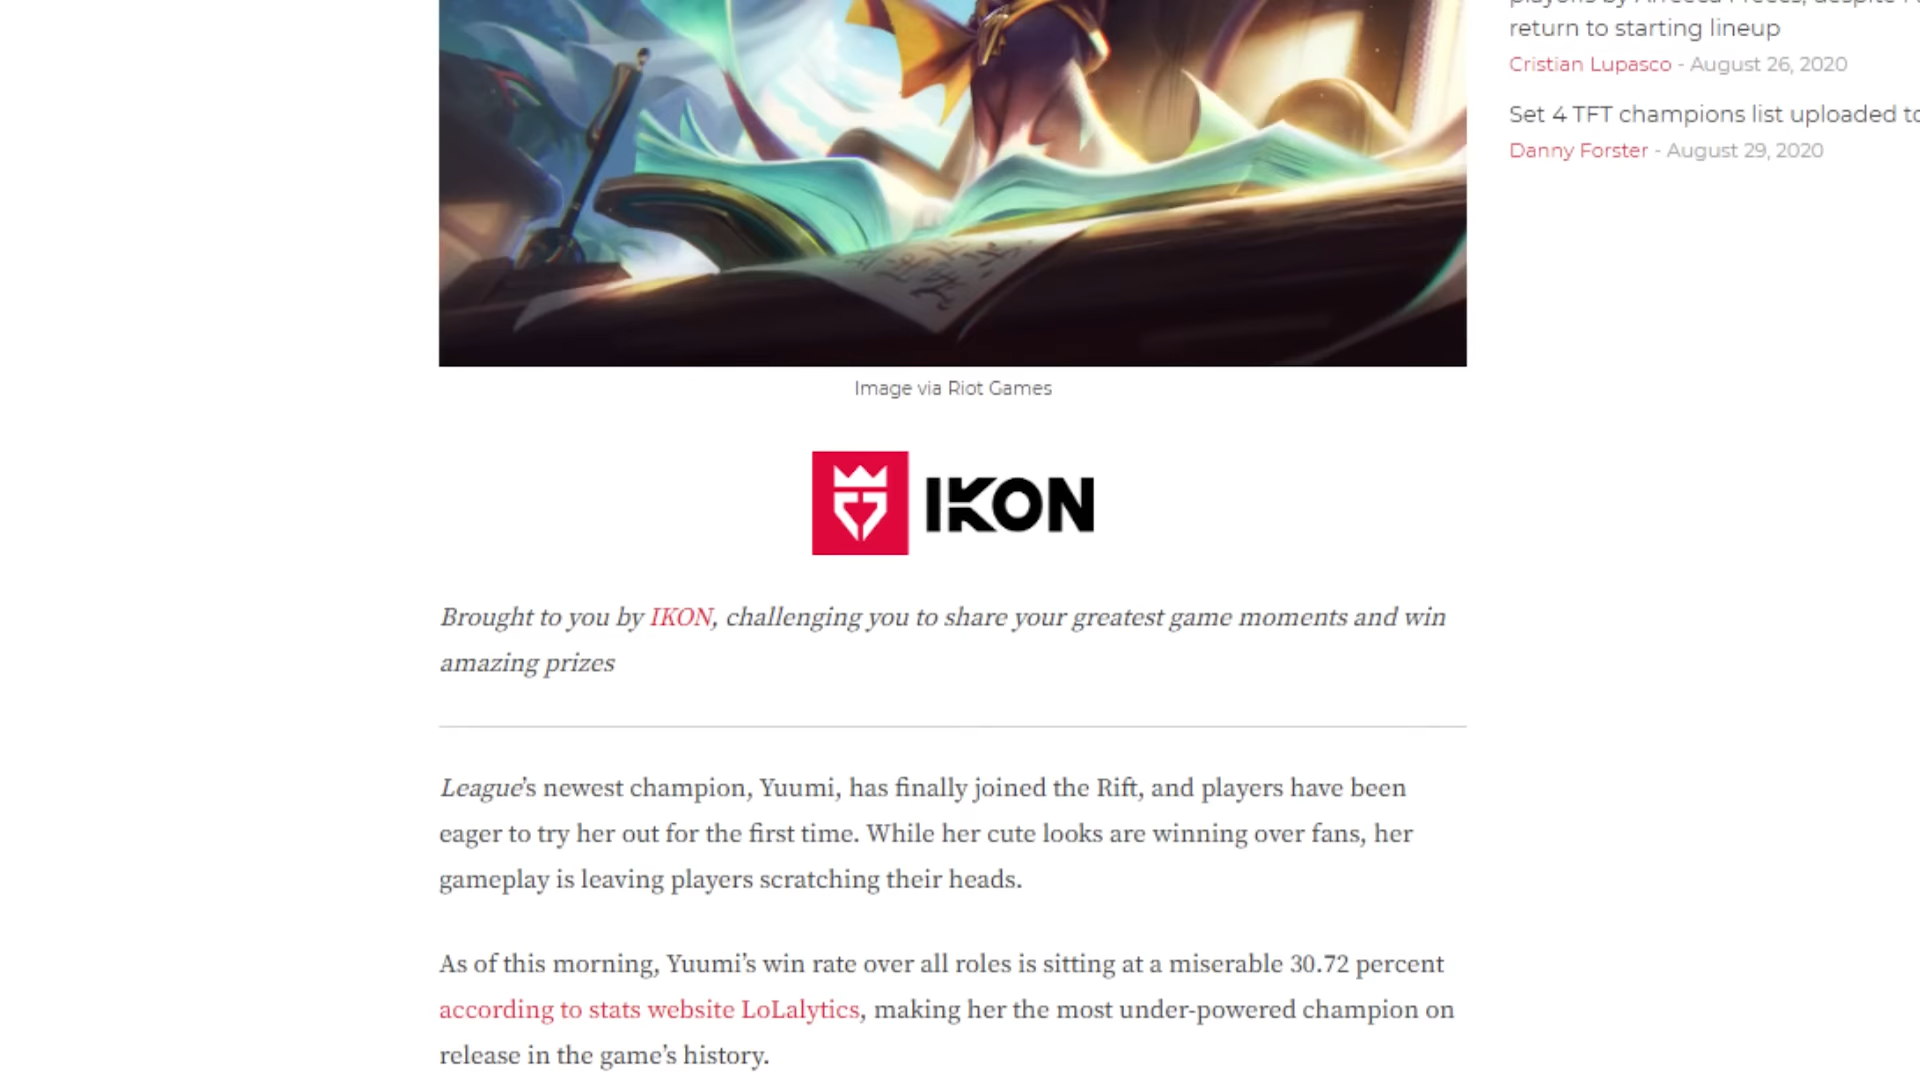 return to starting lineup
Cristian Lupasco - August 26, 2020
Set 4 TFT champions list uploaded to
Danny Forster - August 29, 2020
Image via Riot Games
IKON
Brought to you by IKON, challenging you to share your greatest game moments and win
amazing prizes
League’s newest champion, Yuumi, has finally joined the Rift, and players have been
eager to try her out for the first time. While her cute looks are winning over fans, her
gameplay is leaving players scratching their heads.
As of this morning, Yuumi’s win rate over all roles is sitting at a miserable 30.72 percent
according to stats website LoLalytics, making her the most under-powered champion on
release in the game’s history.